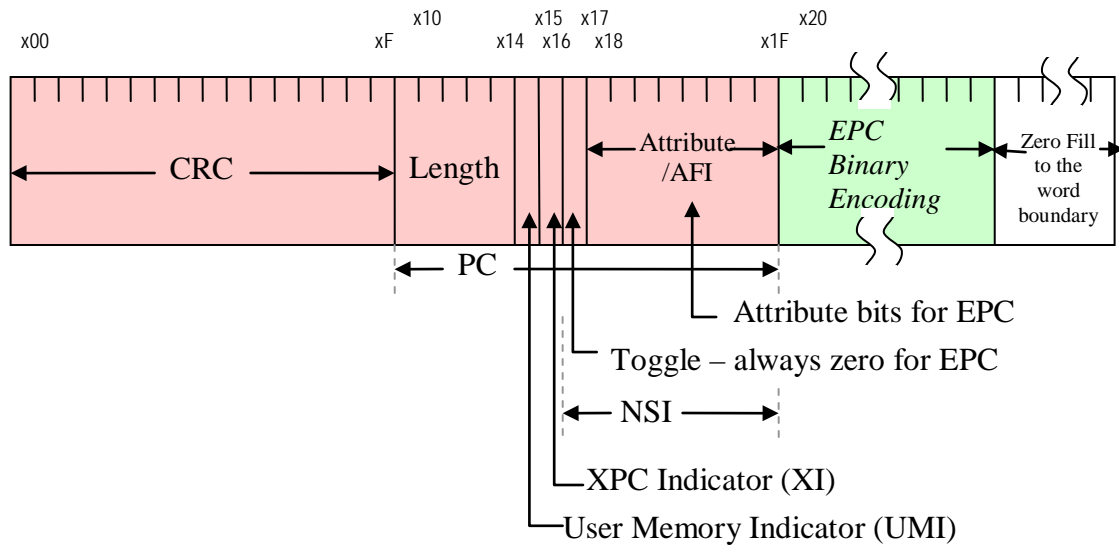 x10 x15 x17 x20
x00 xF x14 x16 x18 x1F
CRC
Length
Attribute
/AFI
EPC
Binary
Encoding
Zero Fill
to the
word
boundary
PC
Attribute bits for EPC
Toggle – always zero for EPC
NSI
XPC Indicator (XI)
User Memory Indicator (UMI)